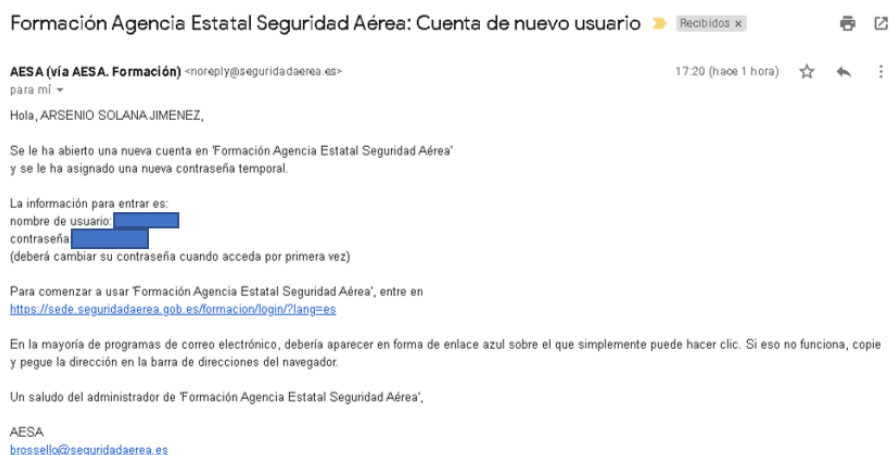 Formación Agencia Estatal Seguridad Aérea: Cuenta de nuevo usuario Recibidos x
AESA (vía AESA. Formación) <noreply@seguridadaerea.es> 17:20 (hace 1 hora)
para mí
Hola, ARSENIO SOLANA JIMENEZ,
Se le ha abierto una nueva cuenta en 'Formación Agencia Estatal Seguridad Aérea'
y se le ha asignado una nueva contraseña temporal.
La información para entrar es:
nombre de usuario:
contraseña:
(deberá cambiar su contraseña cuando acceda por primera vez)
Para comenzar a usar 'Formación Agencia Estatal Seguridad Aérea', entre en
https://sede.seguridadaerea.gob.es/formacion/login/?lang=es
En la mayoría de programas de correo electrónico, debería aparecer en forma de enlace azul sobre el que simplemente puede hacer clic. Si eso no funciona, copie
y pegue la dirección en la barra de direcciones del navegador.
Un saludo del administrador de 'Formación Agencia Estatal Seguridad Aérea',
AESA
brossello@seguridadaerea.es